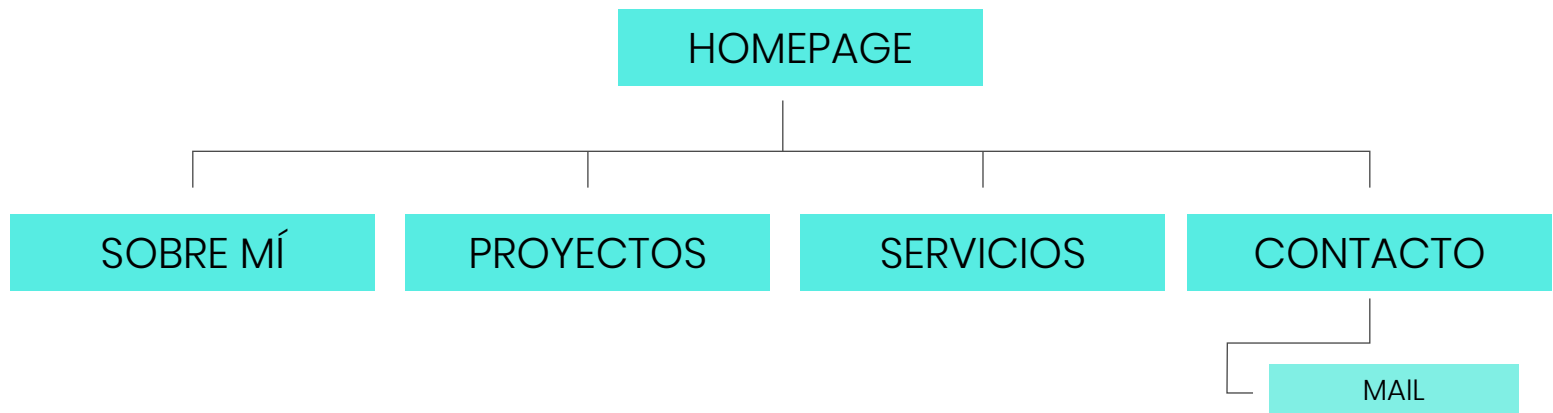 HOMEPAGE
SOBRE MÍ
PROYECTOS
SERVICIOS
CONTACTO
MAIL